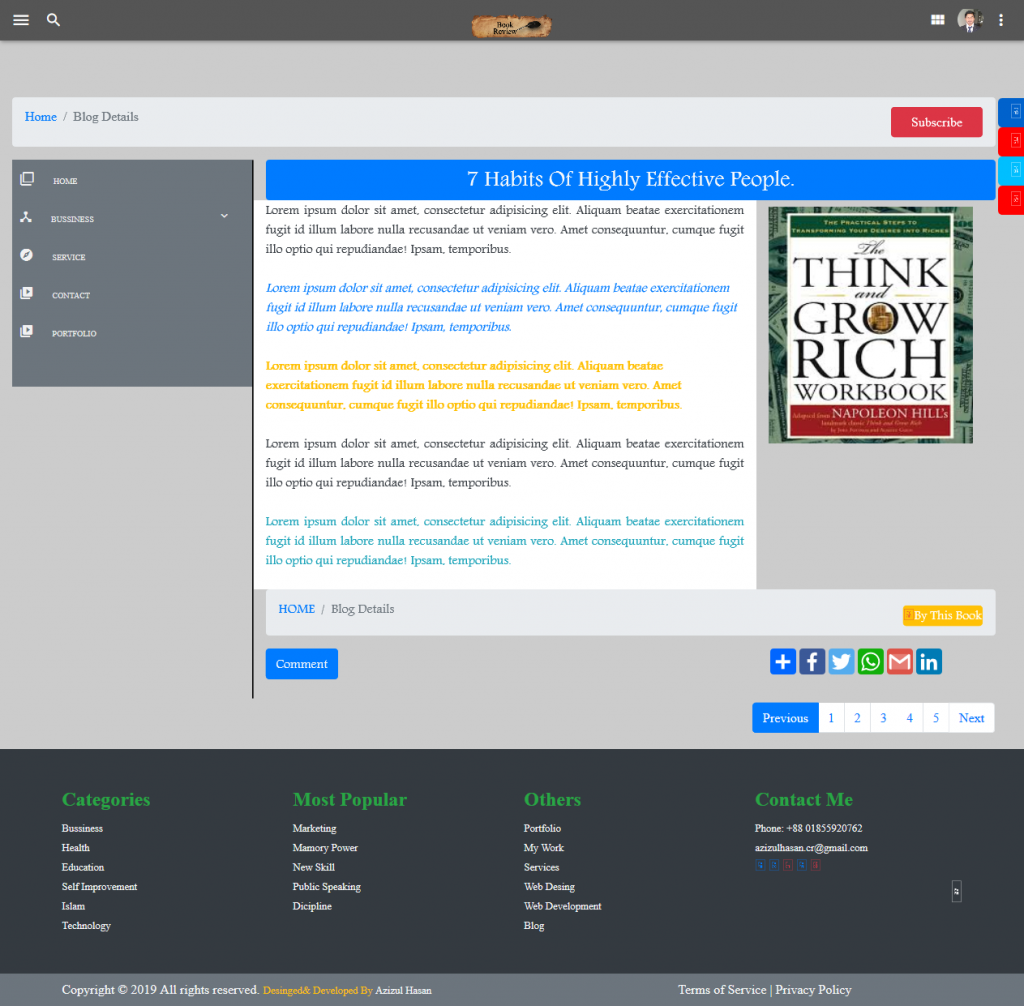 Book
Review
Home / Blog Details
Subscribe
HOME
BUSSINESS
SERVICE
CONTACT
PORTFOLIO
7 Habits Of Highly Effective People.
Lorem ipsum dolor sit amet, consectetur adipisicing elit. Aliquam beatae exercitationem
fugit id illum labore nulla recusandae ut veniam vero. Amet consequuntur, cumque fugit
illo optio qui repudiandae! Ipsam, temporibus.
Lorem ipsum dolor sit amet, consectetur adipisicing elit. Aliquam beatae exercitationem
fugit id illum labore nulla recusandae ut veniam vero. Amet consequuntur, cumque fugit
illo optio qui repudiandae! Ipsam, temporibus.
Lorem ipsum dolor sit amet, consectetur adipisicing elit. Aliquam beatae
exercitationem fugit id illum labore nulla recusandae ut veniam vero. Amet
consequuntur, cumque fugit illo optio qui repudiandae! Ipsam, temporibus.
Lorem ipsum dolor sit amet, consectetur adipisicing elit. Aliquam beatae exercitationem
fugit id illum labore nulla recusandae ut veniam vero. Amet consequuntur, cumque fugit
illo optio qui repudiandae! Ipsam, temporibus.
Lorem ipsum dolor sit amet, consectetur adipisicing elit. Aliquam beatae exercitationem
fugit id illum labore nulla recusandae ut veniam vero. Amet consequuntur, cumque fugit
illo optio qui repudiandae! Ipsam, temporibus.
The Practical Steps to
Transforming Your Desires into Riches
The
THINK
and
GROW
RICH
WORKBOOK
Adapted from NAPOLEON HILL's
landmark classic Think and Grow Rich
HOME / Blog Details
By This Book
Comment
Previous 1 2 3 4 5 Next
Categories
Bussiness
Health
Education
Self Improvement
Islam
Technology
Most Popular
Marketing
Mamory Power
New Skill
Public Speaking
Dicipline
Others
Portfolio
My Work
Services
Web Desing
Web Development
Blog
Contact Me
Phone: +88 01855920762
azizulhasan.cr@gmail.com
Copyright © 2019 All rights reserved. Desinged& Developed By Azizul Hasan
Terms of Service | Privacy Policy